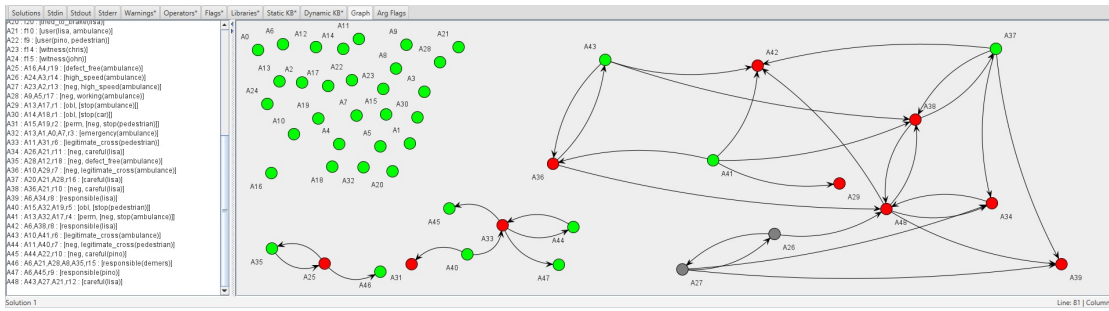 Solutions Stdin Stdout Stderr Warnings* Operators* Flags* Libraries* Static KB* Dynamic KB* Graph Arg Flags
A20 : f20 : [tried_to_brake(lisa)]
A21 : f10 : [user(lisa, ambulance)]
A22 : f9 : [user(pino, pedestrian)]
A23 : f14 : [witness(chris)]
A24 : f15 : [witness(john)]
A25 : A16,A4,r19 : [defect_free(ambulance)]
A26 : A24,A3,r14 : [high_speed(ambulance)]
A27 : A23,A2,r13 : [neg, high_speed(ambulance)]
A28 : A9,A5,r17 : [neg, working(ambulance)]
A29 : A13,A17,r1 : [obl, [stop(ambulance)]]
A30 : A14,A18,r1 : [obl, [stop(car)]]
A31 : A15,A19,r2 : [perm, [neg, stop(pedestrian)]]
A32 : A13,A1,A0,A7,r3 : [emergency(ambulance)]
A33 : A11,A31,r6 : [legitimate_cross(pedestrian)]
A34 : A26,A21,r11 : [neg, careful(lisa)]
A35 : A28,A12,r18 : [neg, defect_free(ambulance)]
A36 : A10,A29,r7 : [neg, legitimate_cross(ambulance)]
A37 : A20,A21,A28,r16 : [careful(lisa)]
A38 : A36,A21,r10 : [neg, careful(lisa)]
A39 : A6,A34,r8 : [responsible(lisa)]
A40 : A15,A32,A19,r5 : [obl, [stop(pedestrian)]]
A41 : A13,A32,A17,r4 : [perm, [neg, stop(ambulance)]]
A42 : A6,A38,r8 : [responsible(lisa)]
A43 : A10,A41,r6 : [legitimate_cross(ambulance)]
A44 : A11,A40,r7 : [neg, legitimate_cross(pedestrian)]
A45 : A44,A22,r10 : [neg, careful(pino)]
A46 : A6,A21,A28,A8,A35,r15 : [responsible(demers)]
A47 : A6,A45,r9 : [responsible(pino)]
A48 : A43,A27,A21,r12 : [careful(lisa)]
A0 A6 A12 A14 A11 A9 A21
A28
A13 A2 A17 A22 A23 A8 A3
A24
A19 A7 A15 A30
A10 A4 A5 A1
A16 A18 A32 A20
A45
A33 A44
A35 A25 A46 A31 A40 A47
A43 A42 A37
A38
A36 A41 A29
A48 A34
A26
A27 A39
Solution 1
Line: 81 | Column